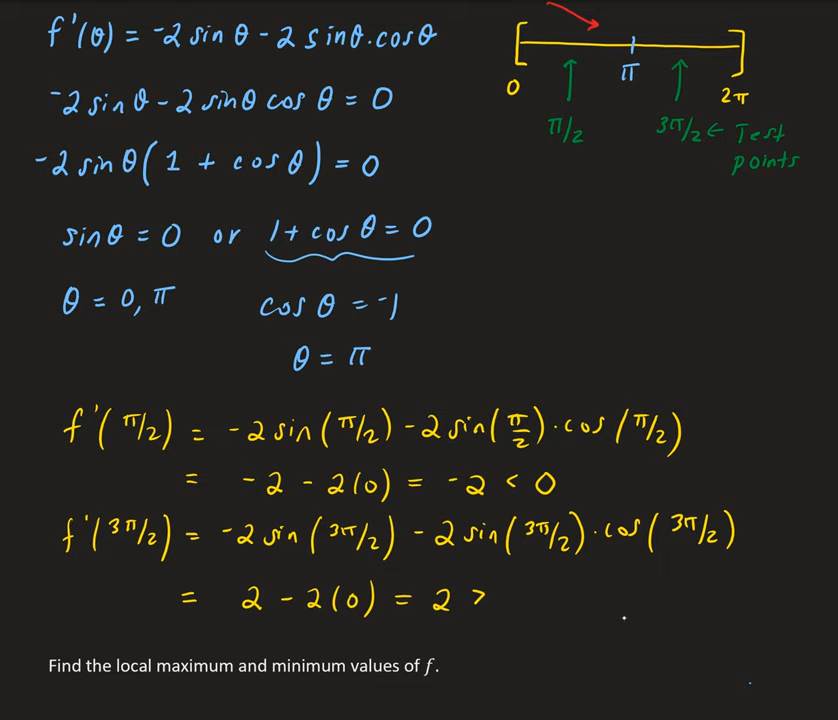 f'(θ) = -2 sin θ - 2 sin θ · cos θ
-2 sin θ - 2 sin θ cos θ = 0
-2 sin θ (1 + cos θ) = 0
sin θ = 0 or 1 + cos θ = 0
θ = 0, π
cos θ = -1
θ = π
0
π
2π
π/2
3π/2 ← Test
points
f'(π/2) = -2 sin(π/2) - 2 sin(π/2) · cos(π/2)
= -2 - 2(0) = -2 < 0
f'(3π/2) = -2 sin(3π/2) - 2 sin(3π/2) · cos(3π/2)
= 2 - 2(0) = 2 >
Find the local maximum and minimum values of f.